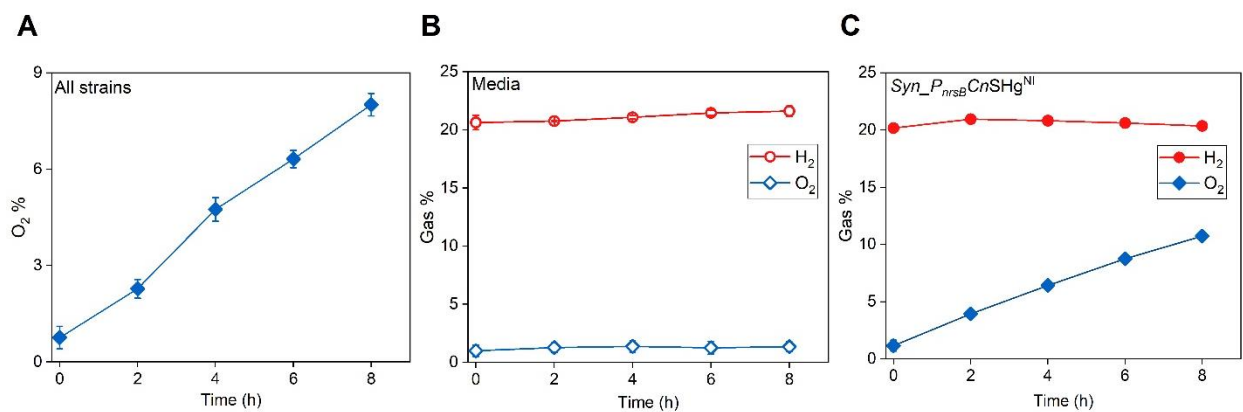 A
B
C
All strains
9
6
3
0
O₂ %
0 2 4 6 8
Time (h)
Media
25
20
15
10
5
0
Gas %
H₂
O₂
0 2 4 6 8
Time (h)
Syn_PnrsBCnSHgᴺᴵ
25
20
15
10
5
0
Gas %
H₂
O₂
0 2 4 6 8
Time (h)